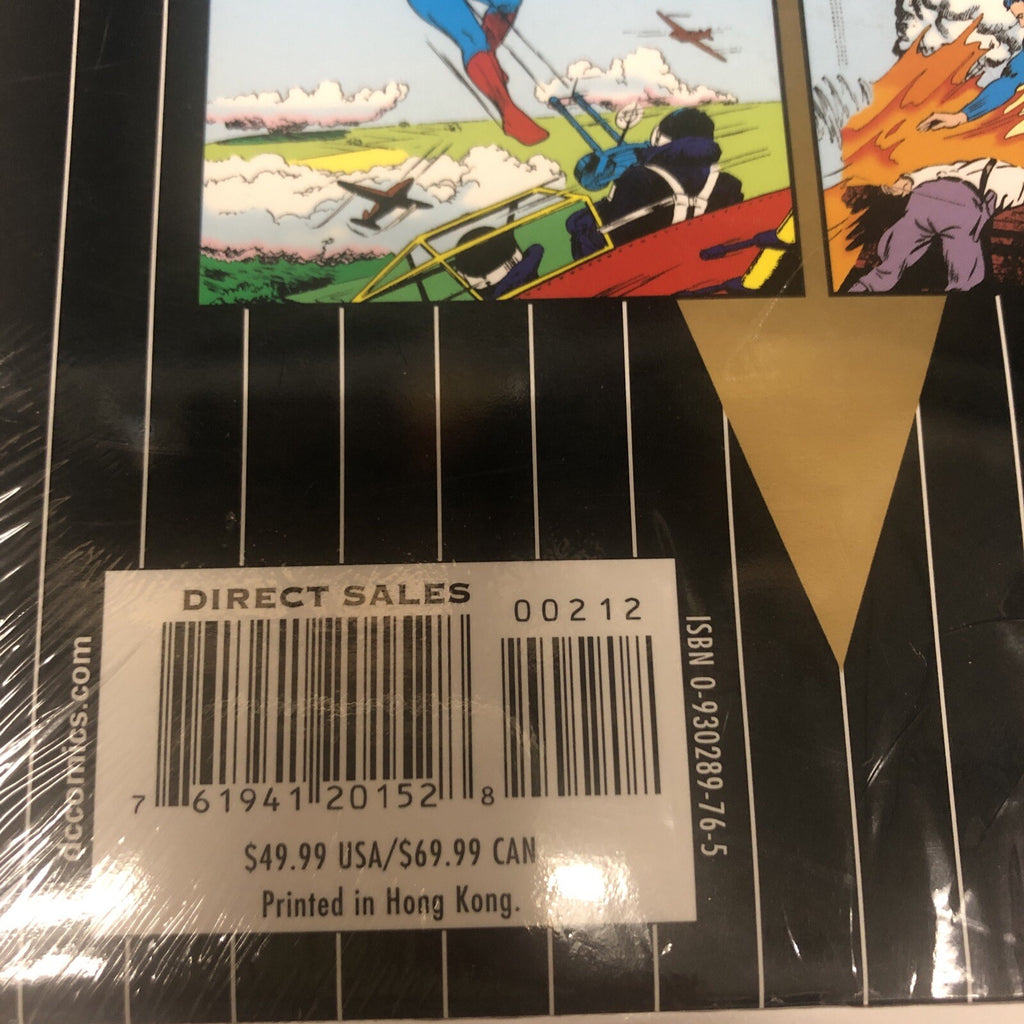 DIRECT SALES
00212
7 61941 20152 8
$49.99 USA/$69.99 CAN
Printed in Hong Kong.
dccomics.com
ISBN 0-930289-76-5